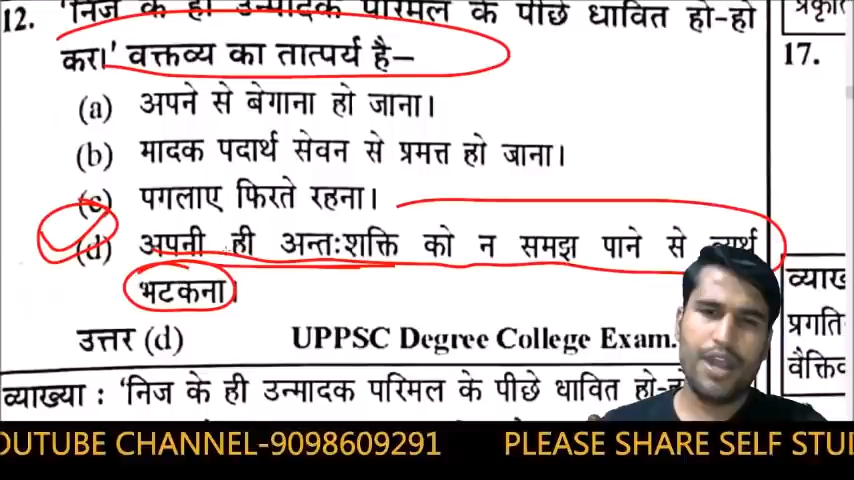 12. 'निज के ही उन्मादक परिमल के पीछे धावित हो-हो
कर।' वक्तव्य का तात्पर्य है–
(a) अपने से बेगाना हो जाना।
(b) मादक पदार्थ सेवन से प्रमत्त हो जाना।
(c) पगलाए फिरते रहना।
(d) अपनी ही अन्तःशक्ति को न समझ पाने से व्यर्थ
भटकना।
उत्तर (d) UPPSC Degree College Exam.
व्याख्या : 'निज के ही उन्मादक परिमल के पीछे धावित
17.
प्रगति
OUTUBE CHANNEL-9098609291 PLEASE SHARE SELF STUD